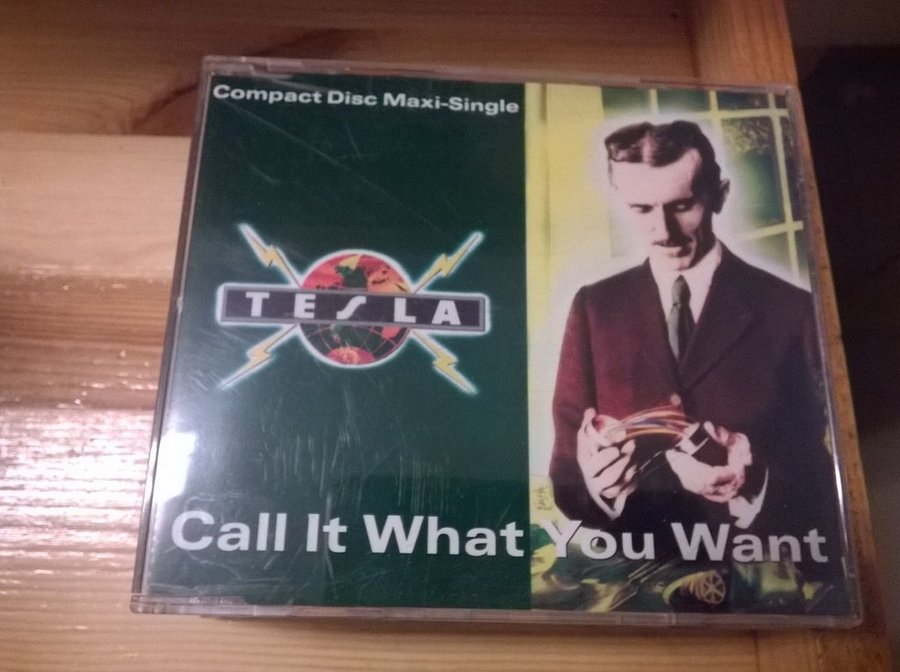 Compact Disc Maxi-Single
TESLA
Call It What You Want